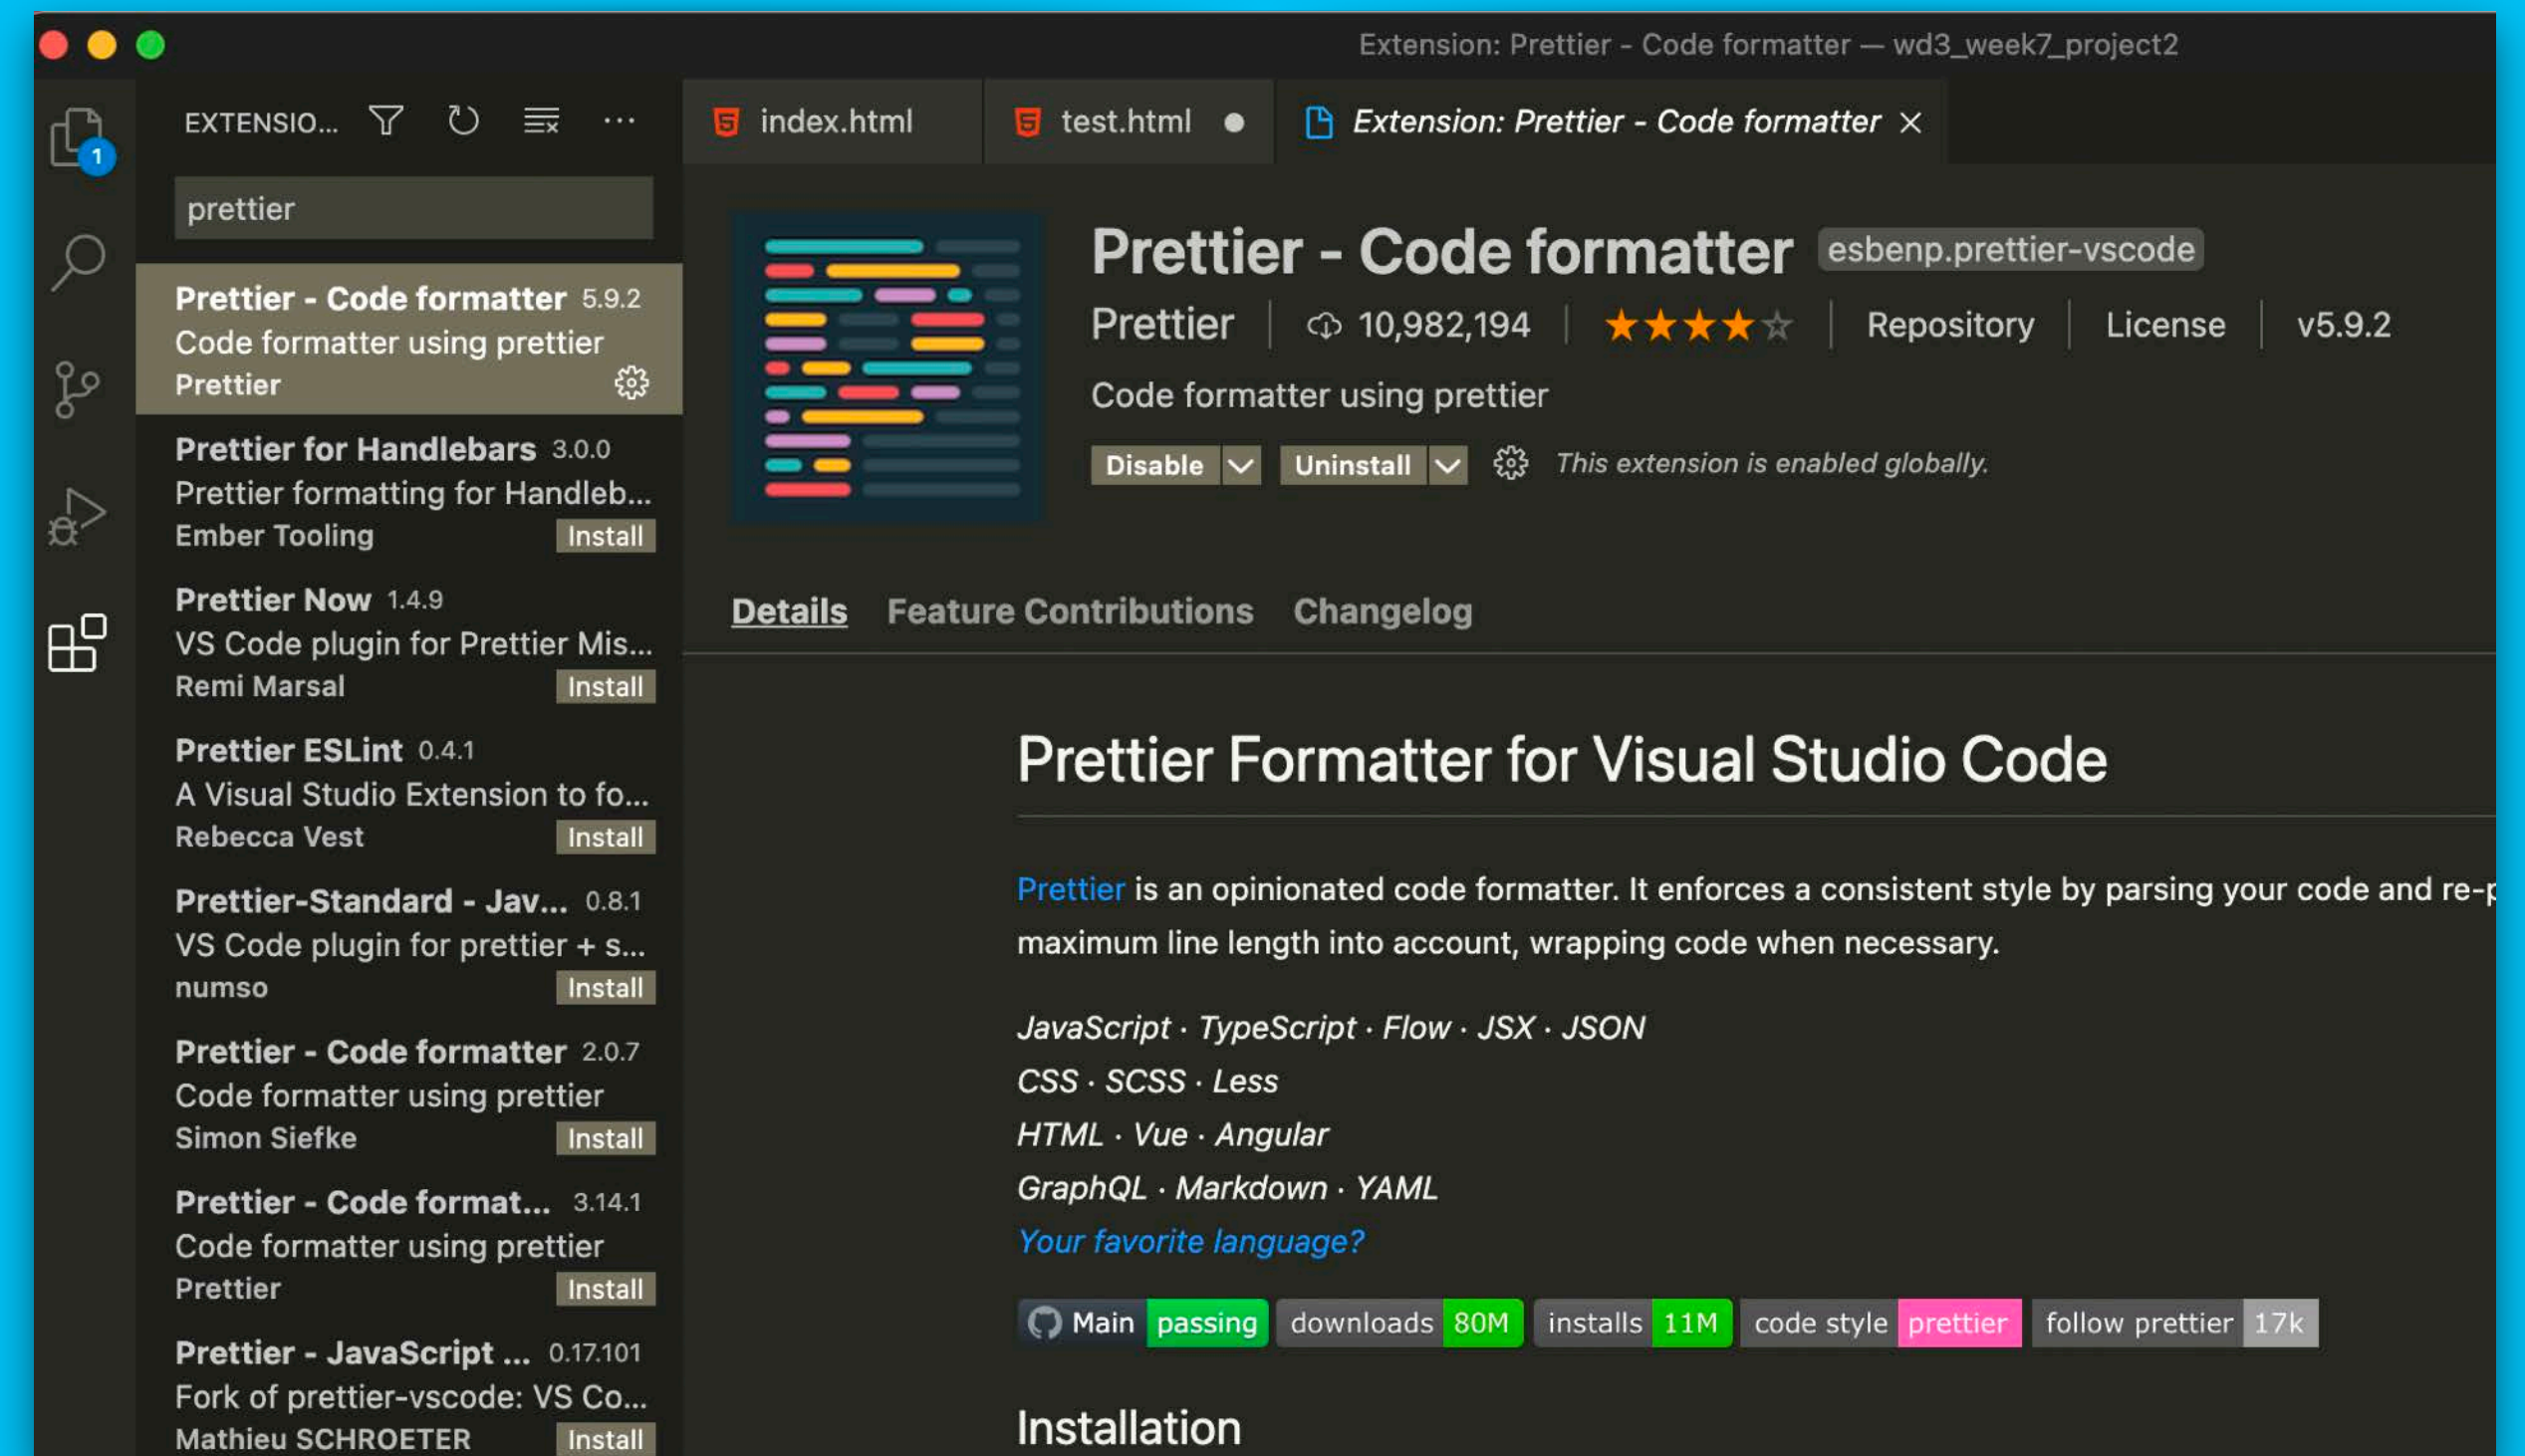 Extension: Prettier - Code formatter — wd3_week7_project2
EXTENSIO...
index.html
test.html
Extension: Prettier - Code formatter
1
prettier
Prettier - Code formatter 5.9.2
Code formatter using prettier
Prettier
Prettier for Handlebars 3.0.0
Prettier formatting for Handleb...
Ember Tooling Install
Prettier Now 1.4.9
VS Code plugin for Prettier Mis...
Remi Marsal Install
Prettier ESLint 0.4.1
A Visual Studio Extension to fo...
Rebecca Vest Install
Prettier-Standard - Jav... 0.8.1
VS Code plugin for prettier + s...
numso Install
Prettier - Code formatter 2.0.7
Code formatter using prettier
Simon Siefke Install
Prettier - Code format... 3.14.1
Code formatter using prettier
Prettier Install
Prettier - JavaScript ... 0.17.101
Fork of prettier-vscode: VS Co...
Mathieu SCHROETER Install
Prettier - Code formatter esbenp.prettier-vscode
Prettier 10,982,194 Repository License v5.9.2
Code formatter using prettier
Disable Uninstall This extension is enabled globally.
Details Feature Contributions Changelog
Prettier Formatter for Visual Studio Code
Prettier is an opinionated code formatter. It enforces a consistent style by parsing your code and re-p
maximum line length into account, wrapping code when necessary.
JavaScript · TypeScript · Flow · JSX · JSON
CSS · SCSS · Less
HTML · Vue · Angular
GraphQL · Markdown · YAML
Your favorite language?
Main passing downloads 80M installs 11M code style prettier follow prettier 17k
Installation